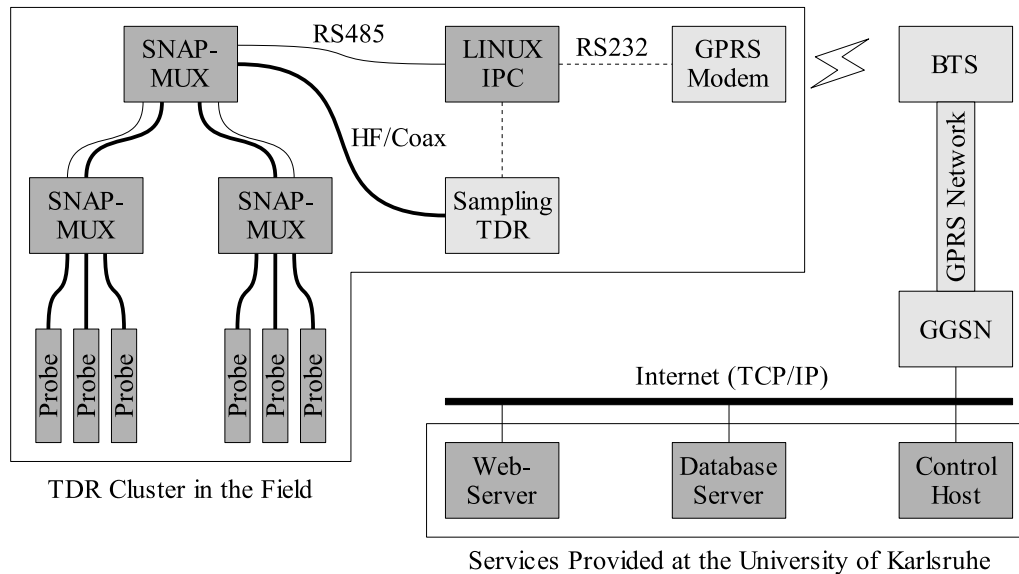 RS485
SNAP-
MUX
LINUX
IPC
RS232
GPRS
Modem
BTS
HF/Coax
SNAP-
MUX
SNAP-
MUX
Sampling
TDR
GPRS Network
GGSN
Probe
Probe
Probe
Probe
Probe
Probe
Internet (TCP/IP)
Web-
Server
Database
Server
Control
Host
TDR Cluster in the Field
Services Provided at the University of Karlsruhe